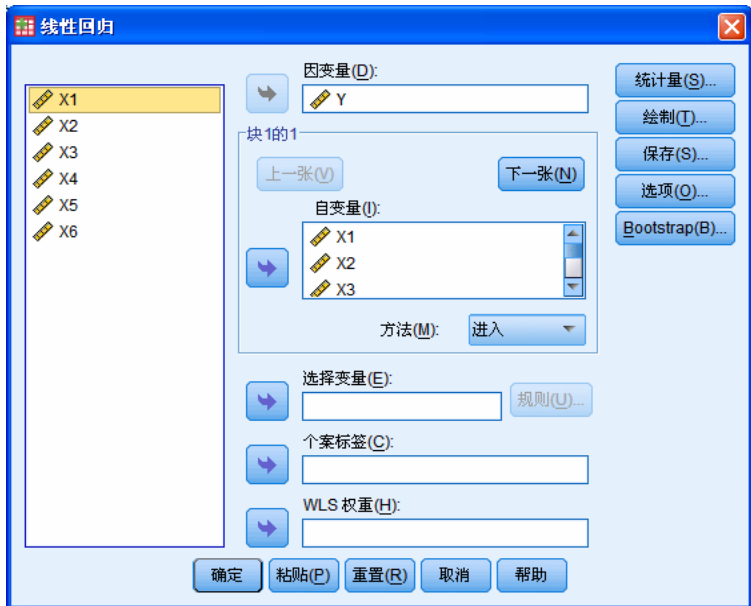 线性回归
X1
X2
X3
X4
X5
X6
因变量(D):
Y
块1的1
上一张(V)
下一张(N)
自变量(I):
X1
X2
X3
方法(M):
进入
选择变量(E):
规则(U)...
个案标签(C):
WLS 权重(H):
统计量(S)...
绘制(T)...
保存(S)...
选项(O)...
Bootstrap(B)...
确定
粘贴(P)
重置(R)
取消
帮助